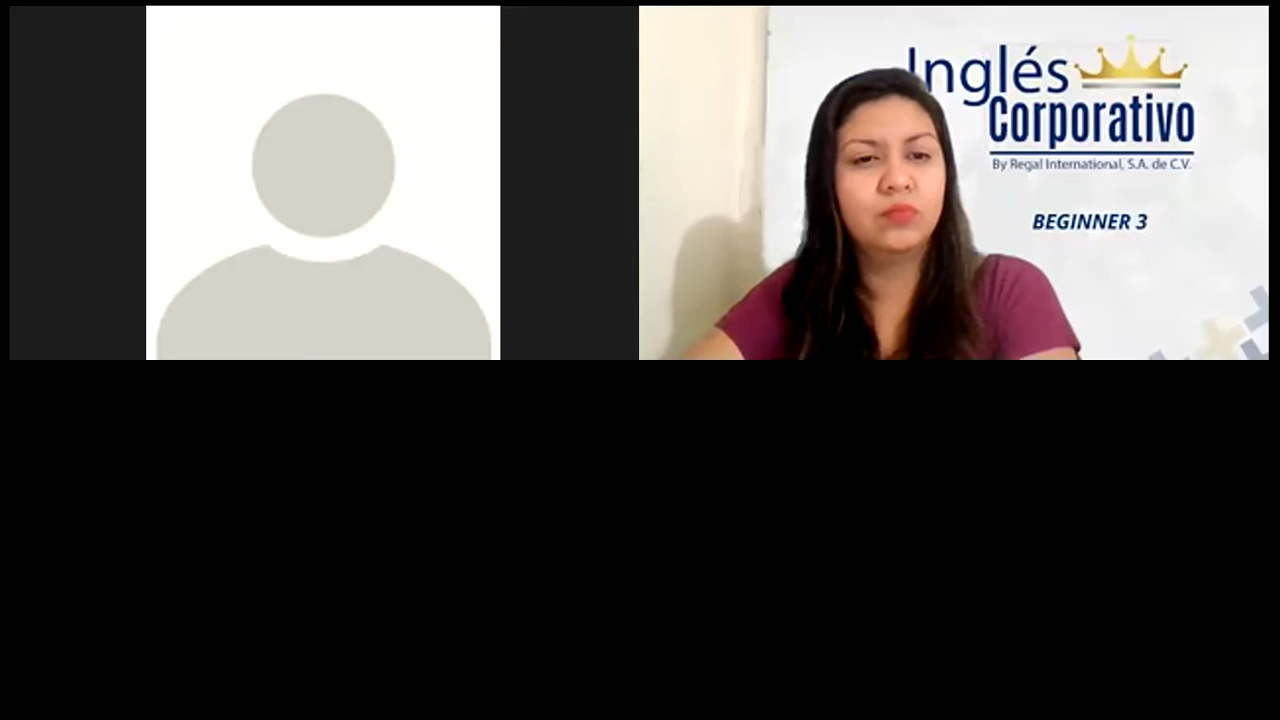 Inglés
Corporativo
By Regal International, S.A. de C.V.
BEGINNER 3